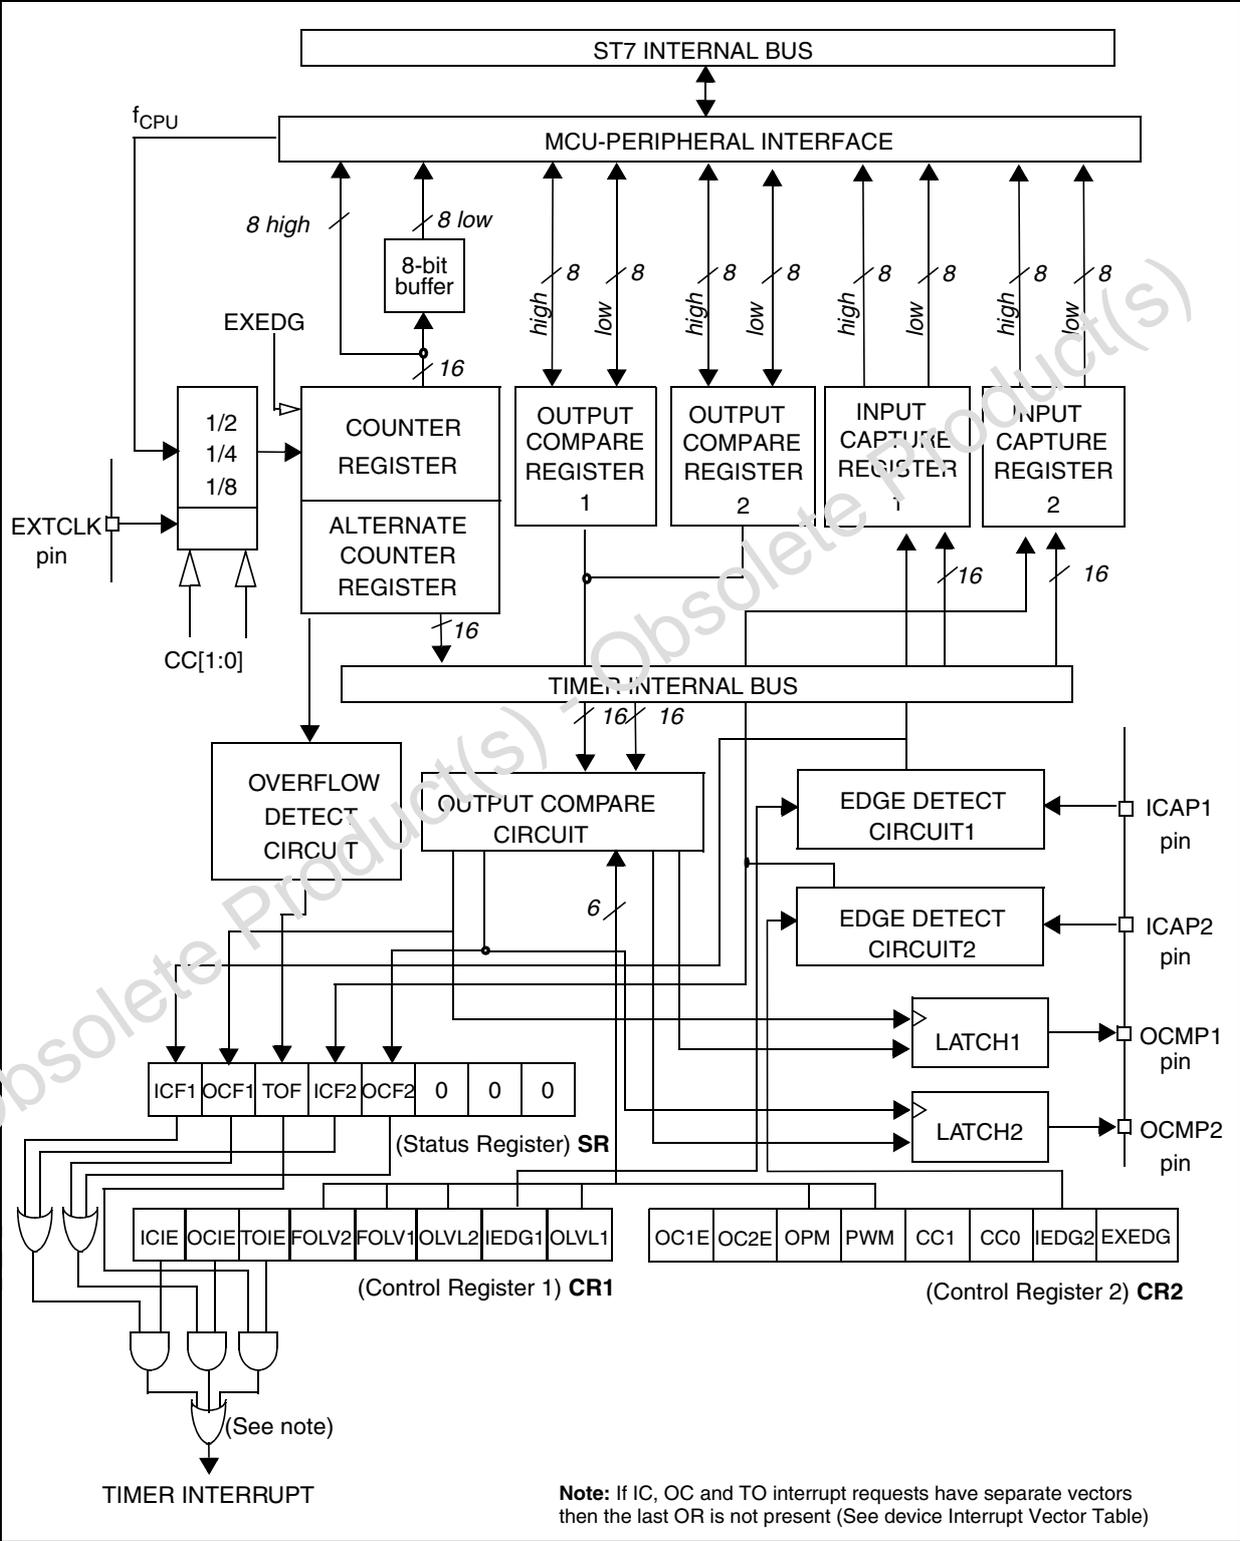 ST7 INTERNAL BUS
fCPU
MCU-PERIPHERAL INTERFACE
8 high
8 low
8-bit
buffer
8
8
8
8
8
8
8
8
high
low
high
low
high
low
high
low
EXEDG
16
1/2
1/4
1/8
COUNTER
REGISTER
OUTPUT
COMPARE
REGISTER
1
OUTPUT
COMPARE
REGISTER
2
INPUT
CAPTURE
REGISTER
1
INPUT
CAPTURE
REGISTER
2
EXTCLK
pin
ALTERNATE
COUNTER
REGISTER
16
16
16
CC[1:0]
TIMER INTERNAL BUS
16
16
OVERFLOW
DETECT
CIRCUIT
OUTPUT COMPARE
CIRCUIT
EDGE DETECT
CIRCUIT1
ICAP1
pin
6
EDGE DETECT
CIRCUIT2
ICAP2
pin
LATCH1
OCMP1
pin
LATCH2
OCMP2
pin
ICF1 OCF1 TOF ICF2 OCF2 0 0 0
(Status Register) SR
ICIE OCIE TOIE FOLV2 FOLV1 OLVL2 IEDG1 OLVL1
(Control Register 1) CR1
OC1E OC2E OPM PWM CC1 CC0 IEDG2 EXEDG
(Control Register 2) CR2
(See note)
TIMER INTERRUPT
Note: If IC, OC and TO interrupt requests have separate vectors
then the last OR is not present (See device Interrupt Vector Table)
Obsolete Product(s) - Obsolete Product(s)